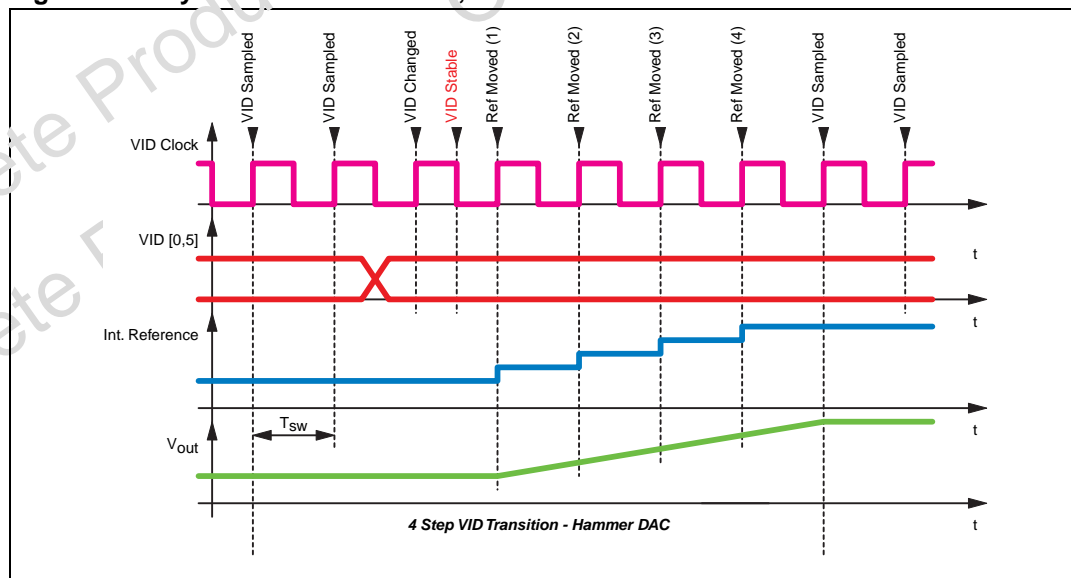 VID Sampled
VID Sampled
VID Changed
VID Stable
Ref Moved (1)
Ref Moved (2)
Ref Moved (3)
Ref Moved (4)
VID Sampled
VID Sampled
VID Clock
VID [0,5]
t
Int. Reference
t
Tsw
Vout
t
4 Step VID Transition - Hammer DAC
t